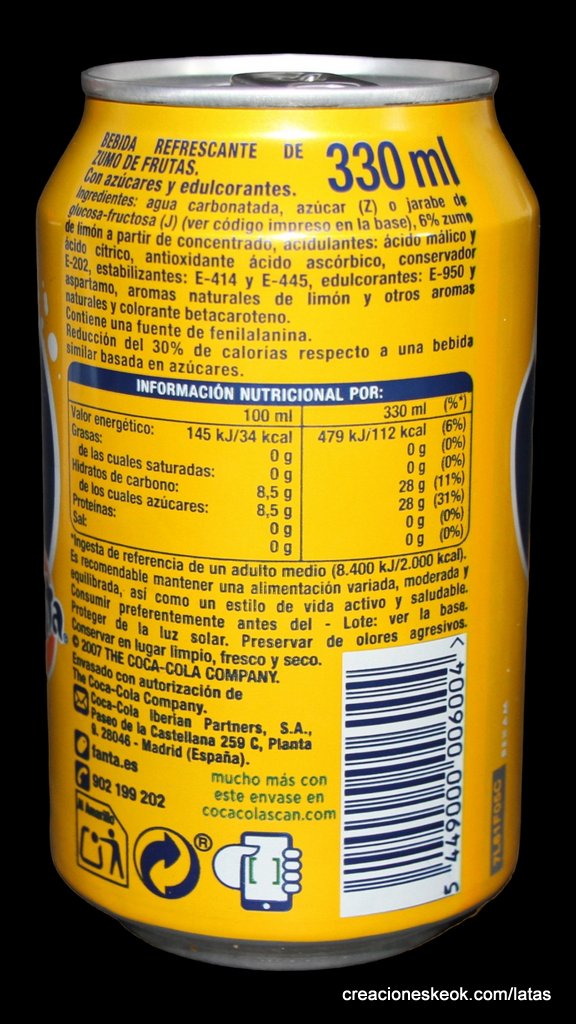 BEBIDA REFRESCANTE DE
ZUMO DE FRUTAS.
Con azúcares y edulcorantes.
330 ml
Ingredientes: agua carbonatada, azúcar (Z) o jarabe de
glucosa-fructosa (J) (ver código impreso en la base), 6% zumo
de limón a partir de concentrado, acidulantes: ácido málico y
ácido cítrico, antioxidante ácido ascórbico, conservador
E-202, estabilizantes: E-414 y E-445, edulcorantes: E-950 y
aspartamo, aromas naturales de limón y otros aromas
naturales y colorante betacaroteno.
Contiene una fuente de fenilalanina.
Reducción del 30% de calorías respecto a una bebida
similar basada en azúcares.
INFORMACIÓN NUTRICIONAL POR:
100 ml 330 ml (%*)
Valor energético: 145 kJ/34 kcal 479 kJ/112 kcal (6%)
Grasas: 0 g 0 g (0%)
de las cuales saturadas: 0 g 0 g (0%)
Hidratos de carbono: 8,5 g 28 g (11%)
de los cuales azúcares: 8,5 g 28 g (31%)
Proteínas: 0 g 0 g (0%)
Sal: 0 g 0 g (0%)
*Ingesta de referencia de un adulto medio (8.400 kJ/2.000 kcal).
Es recomendable mantener una alimentación variada, moderada y
equilibrada, así como un estilo de vida activo y saludable.
Consumir preferentemente antes del - Lote: ver la base.
Proteger de la luz solar. Preservar de olores agresivos.
Conservar en lugar limpio, fresco y seco.
© 2007 THE COCA-COLA COMPANY.
Envasado con autorización de
The Coca-Cola Company.
Coca-Cola Iberian Partners, S.A.,
Paseo de la Castellana 259 C, Planta
9. 28046 - Madrid (España).
fanta.es
902 199 202
mucho más con
este envase en
cocacolascan.com
Al Amarillo
®
5 449000 006004 >
7L61F05G
REXAM
creacioneskeok.com/latas